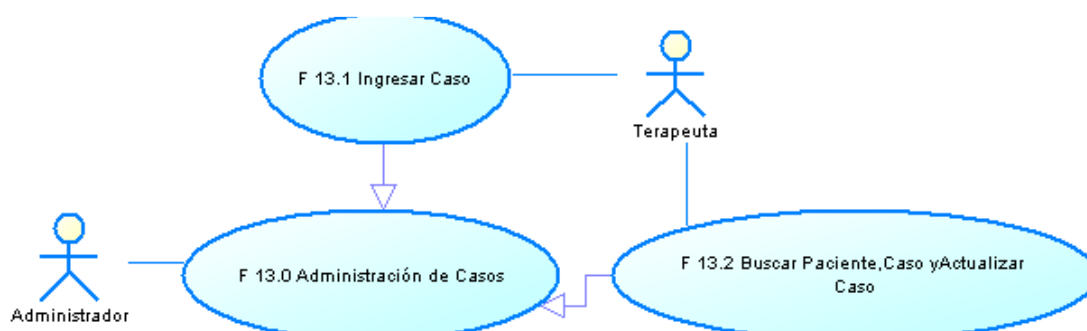 F 13.1 Ingresar Caso
Terapeuta
F 13.0 Administración de Casos
F 13.2 Buscar Paciente,Caso yActualizar
Caso
Administrador